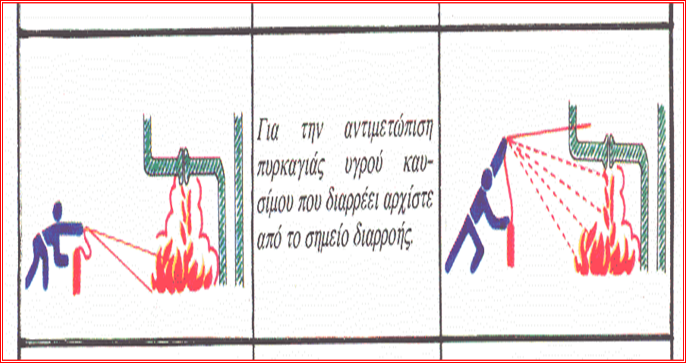 Για την αντιμετώπιση
πυρκαγιάς υγρού καυ-
σίμου που διαρρέει αρχίστε
από το σημείο διαρροής.